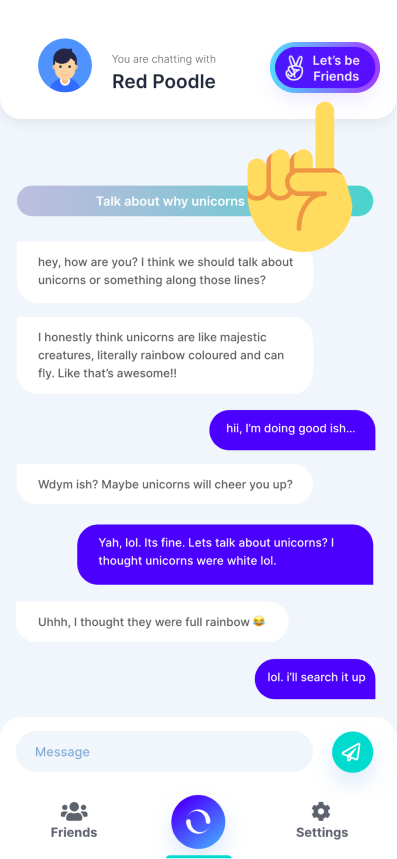 You are chatting with
Red Poodle
Let's be
Friends
Talk about why unicorns
hey, how are you? I think we should talk about
unicorns or something along those lines?
I honestly think unicorns are like majestic
creatures, literally rainbow coloured and can
fly. Like that's awesome!!
hii, I'm doing good ish...
Wdym ish? Maybe unicorns will cheer you up?
Yah, lol. Its fine. Lets talk about unicorns? I
thought unicorns were white lol.
Uhhh, I thought they were full rainbow 😂
lol. i'll search it up
Message
Friends
Settings